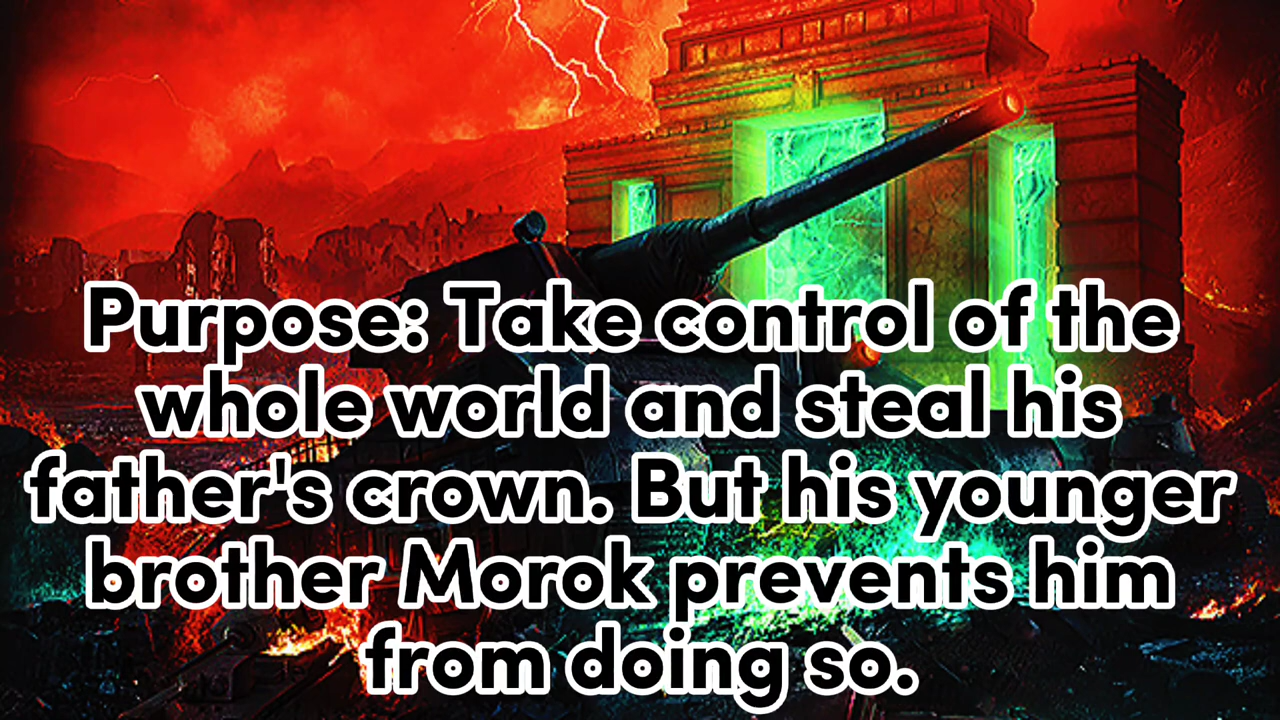 Purpose: Take control of the
whole world and steal his
father's crown. But his younger
brother Morok prevents him
from doing so.